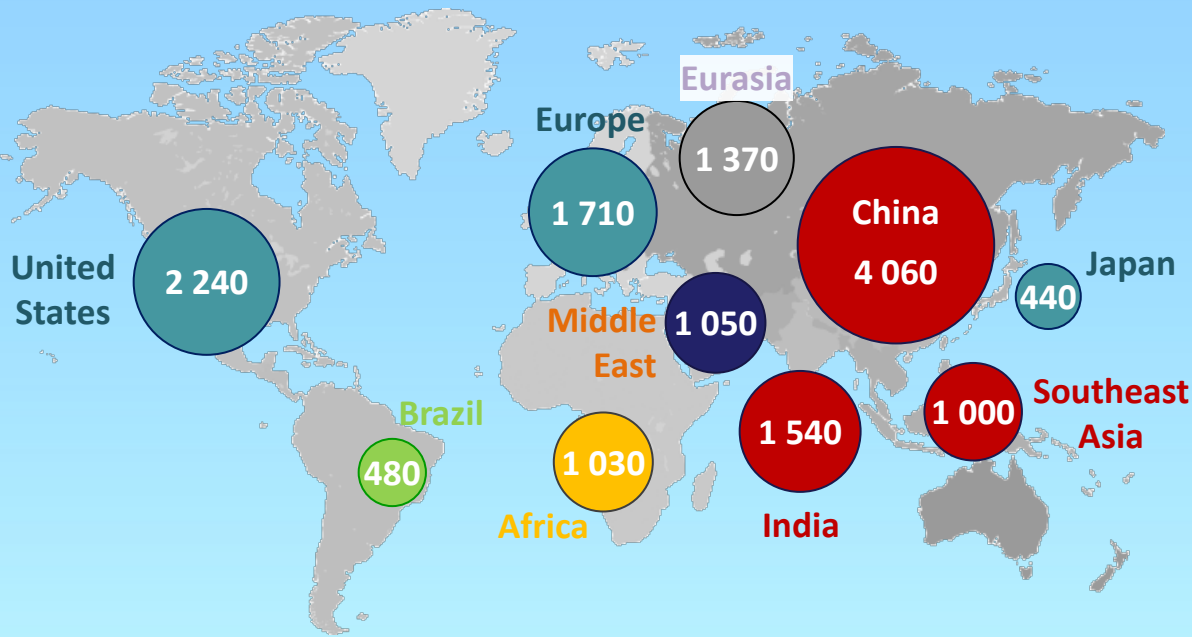 Eurasia
1 370
Europe
1 710
China
4 060
United
States
2 240
Japan
440
Middle
East
1 050
Brazil
480
Africa
1 030
India
1 540
Southeast
Asia
1 000